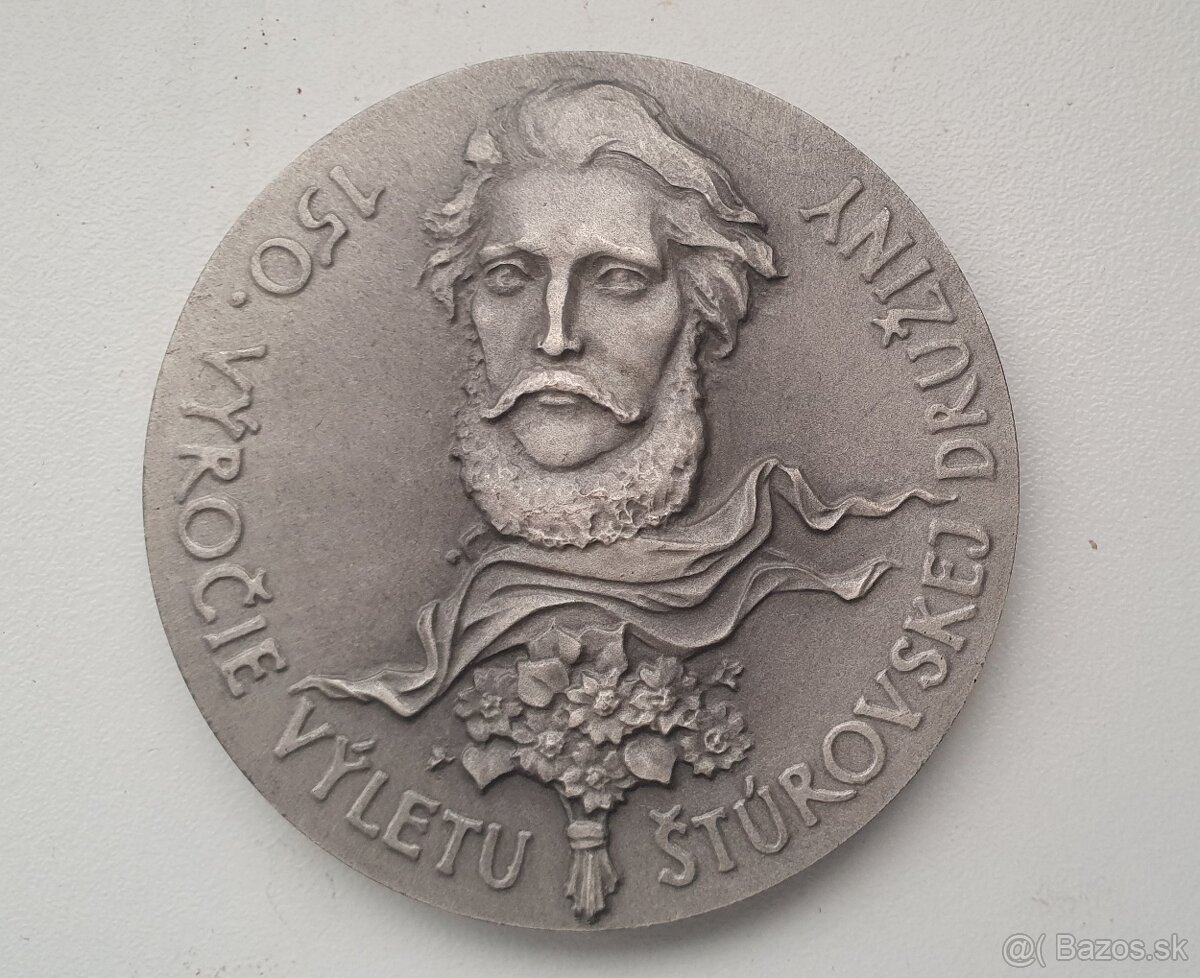 150. VÝROČIE VÝLETU ŠTÚROVSKEJ DRUŽINY
@( Bazos.sk